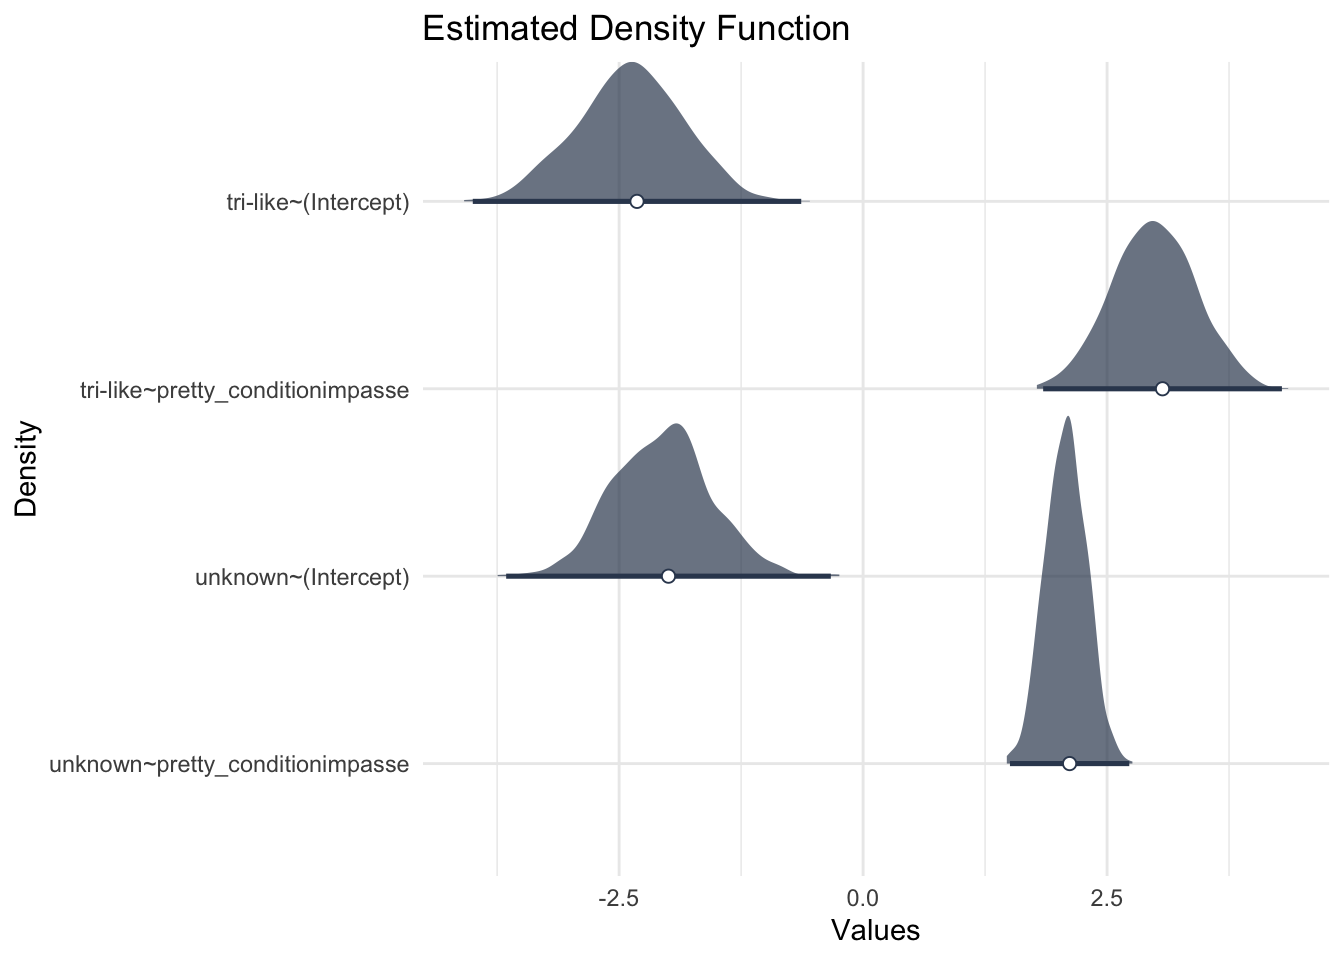 Estimated Density Function
tri-like~(Intercept)
tri-like~pretty_conditionimpasse
unknown~(Intercept)
unknown~pretty_conditionimpasse
Density
-2.5
0.0
2.5
Values